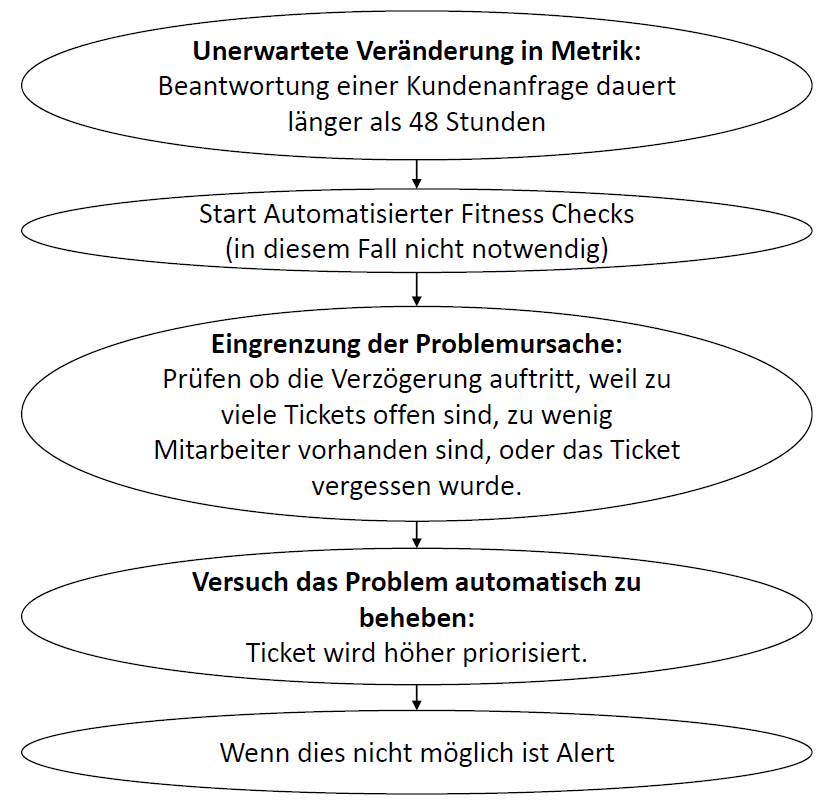 Unerwartete Veränderung in Metrik:
Beantwortung einer Kundenanfrage dauert
länger als 48 Stunden
Start Automatisierter Fitness Checks
(in diesem Fall nicht notwendig)
Eingrenzung der Problemursache:
Prüfen ob die Verzögerung auftritt, weil zu
viele Tickets offen sind, zu wenig
Mitarbeiter vorhanden sind, oder das Ticket
vergessen wurde.
Versuch das Problem automatisch zu
beheben:
Ticket wird höher priorisiert.
Wenn dies nicht möglich ist Alert